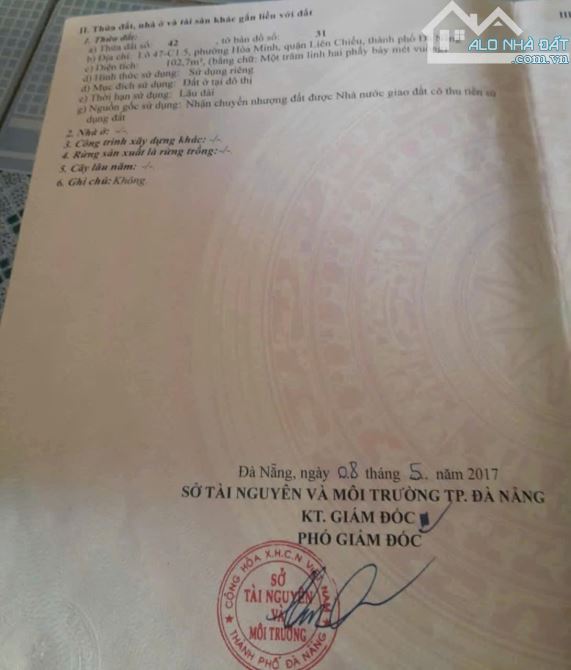 II. Thửa đất, nhà ở và tài sản khác gắn liền với đất
III
ALO NHÀ ĐẤT
.com.vn
1. Thửa đất:
a) Thửa đất số: 42 , tờ bản đồ số: 31
b) Địa chỉ: Lô 47-C1.5, phường Hòa Minh, quận Liên Chiểu, thành phố Đà Nẵng
c) Diện tích: 102,7m², (bằng chữ: Một trăm linh hai phẩy bảy mét vuông)
d) Hình thức sử dụng: Sử dụng riêng
đ) Mục đích sử dụng: Đất ở tại đô thị
e) Thời hạn sử dụng: Lâu dài
g) Nguồn gốc sử dụng: Nhận chuyển nhượng đất được Nhà nước giao đất có thu tiền sử
dụng đất
2. Nhà ở: -/-
3. Công trình xây dựng khác: -/-
4. Rừng sản xuất là rừng trồng: -/-
5. Cây lâu năm: -/-
6. Ghi chú: Không.
Đà Nẵng, ngày 08 tháng 5 năm 2017
SỞ TÀI NGUYÊN VÀ MÔI TRƯỜNG TP. ĐÀ NẴNG
KT. GIÁM ĐỐC
PHÓ GIÁM ĐỐC
CỘNG HÒA X.H.C.N VIỆT NAM
SỞ
TÀI NGUYÊN
VÀ
MÔI TRƯỜNG
THÀNH PHỐ ĐÀ NẴNG